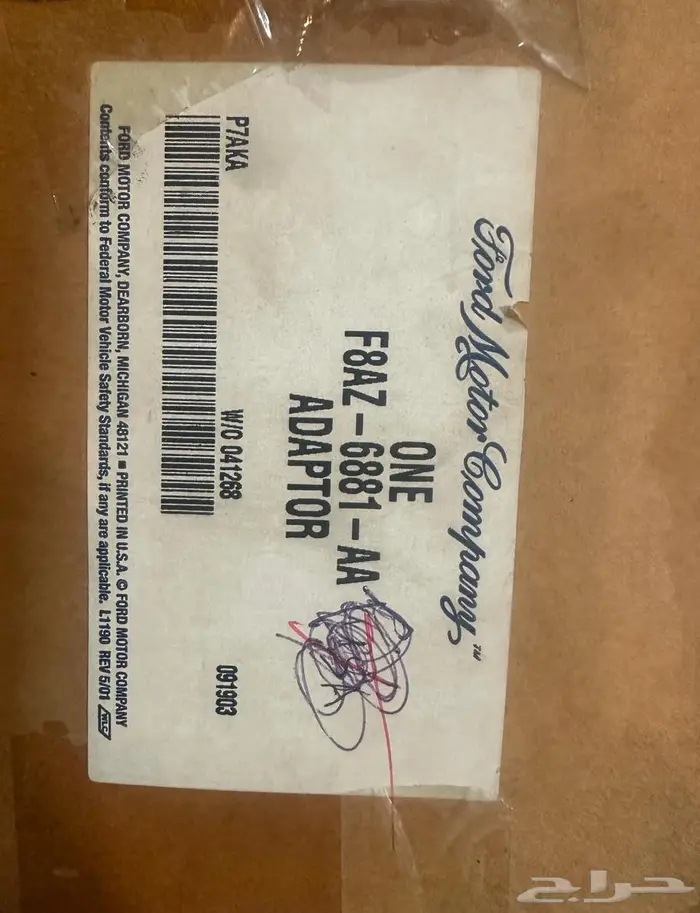 Ford Motor Company™
ONE
F8AZ-6881-AA
ADAPTOR
P7AKA W/O 041268 091903
FORD MOTOR COMPANY, DEARBORN, MICHIGAN 48121 ■ PRINTED IN U.S.A. © FORD MOTOR COMPANY
Contents conform to Federal Motor Vehicle Safety Standards, if any are applicable. L1190 REV 5/01
حراج